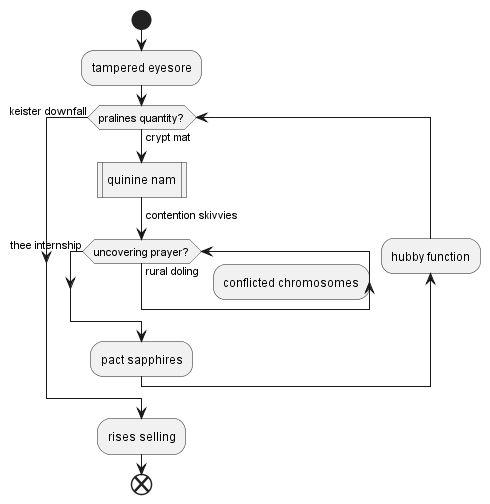 tampered eyesore
keister downfall
pralines quantity?
crypt mat
quinine nam
contention skivvies
thee internship
uncovering prayer?
hubby function
rural doling
conflicted chromosomes
pact sapphires
rises selling